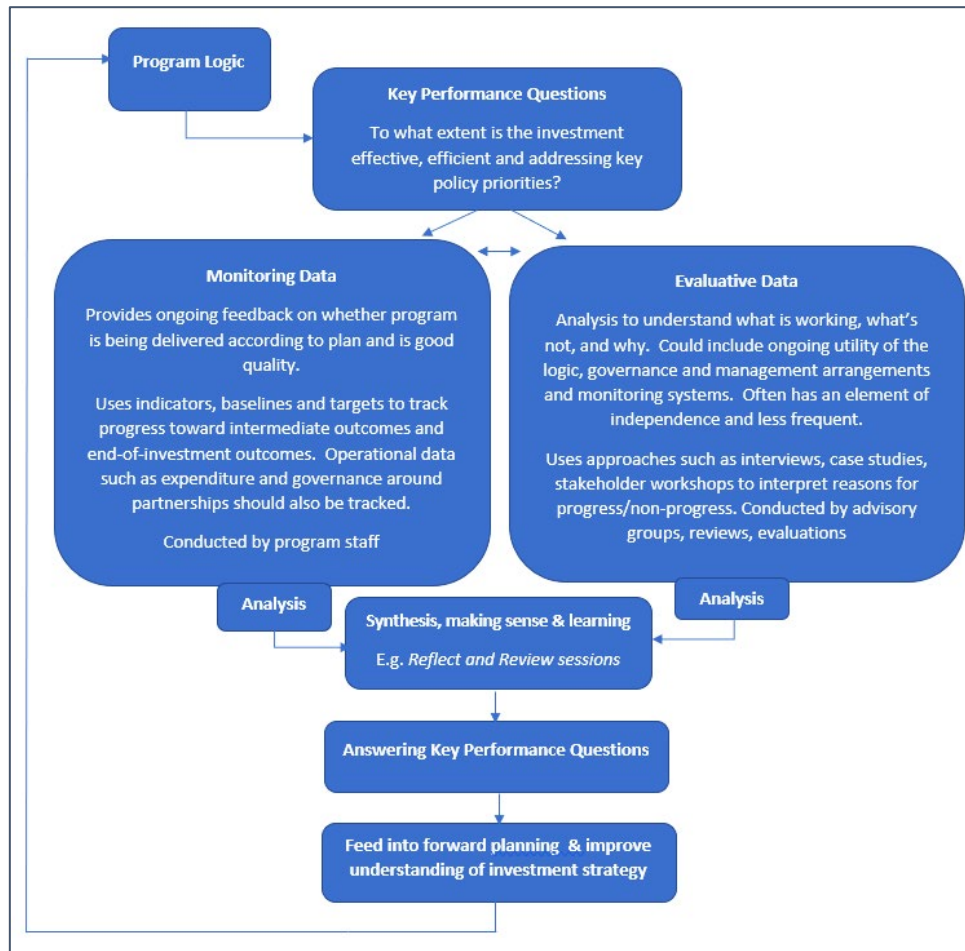 Program Logic
Key Performance Questions
To what extent is the investment
effective, efficient and addressing key
policy priorities?
Monitoring Data
Provides ongoing feedback on whether program
is being delivered according to plan and is good
quality.
Uses indicators, baselines and targets to track
progress toward intermediate outcomes and
end-of-investment outcomes.  Operational data
such as expenditure and governance around
partnerships should also be tracked.
Conducted by program staff
Analysis
Evaluative Data
Analysis to understand what is working, what’s
not, and why.  Could include ongoing utility of the
logic, governance and management arrangements
and monitoring systems.  Often has an element of
independence and less frequent.
Uses approaches such as interviews, case studies,
stakeholder workshops to interpret reasons for
progress/non-progress. Conducted by advisory
groups, reviews, evaluations
Analysis
Synthesis, making sense & learning
E.g. Reflect and Review sessions
Answering Key Performance Questions
Feed into forward planning  & improve
understanding of investment strategy